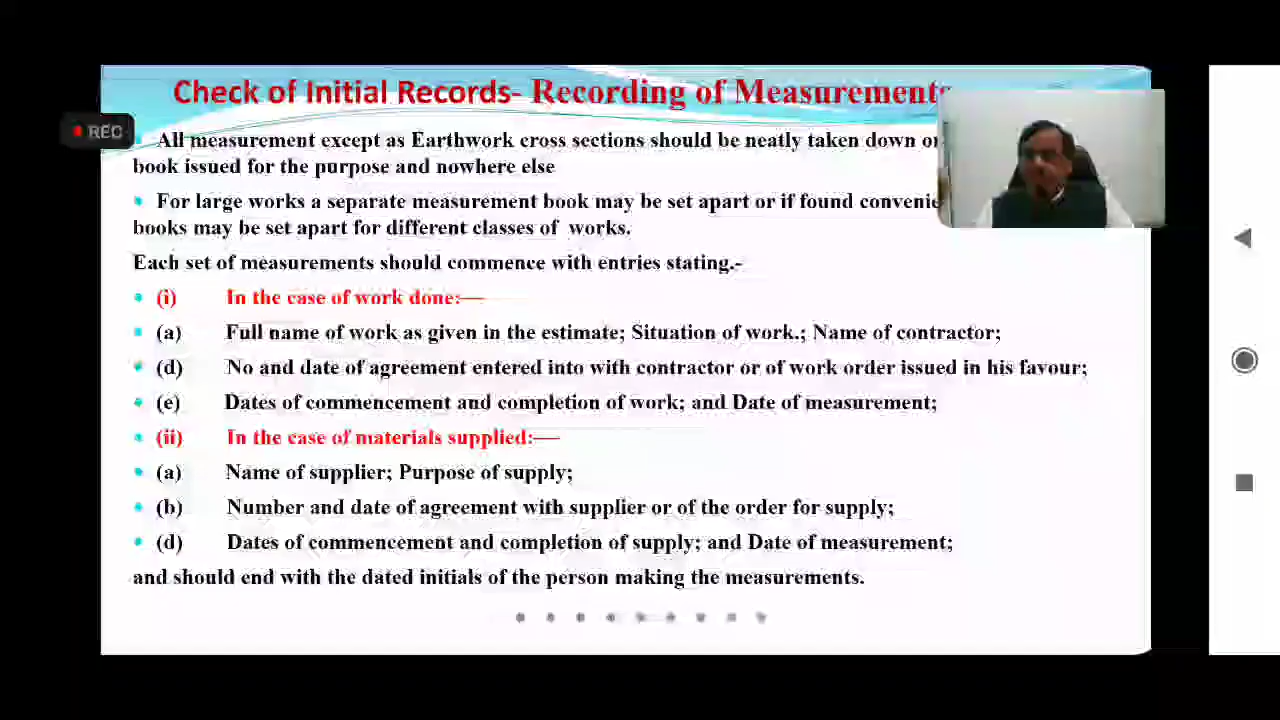 Check of Initial Records- Recording of Measurements
REC
All measurement except as Earthwork cross sections should be neatly taken down
book issued for the purpose and nowhere else
For large works a separate measurement book may be set apart or if found
books may be set apart for different classes of works.
Each set of measurements should commence with entries stating.-
(i) In the case of work done:—
(a) Full name of work as given in the estimate; Situation of work.; Name of contractor;
(d) No and date of agreement entered into with contractor or of work order issued in his favour;
(e) Dates of commencement and completion of work; and Date of measurement;
(ii) In the case of materials supplied:—
(a) Name of supplier; Purpose of supply;
(b) Number and date of agreement with supplier or of the order for supply;
(d) Dates of commencement and completion of supply; and Date of measurement;
and should end with the dated initials of the person making the measurements.